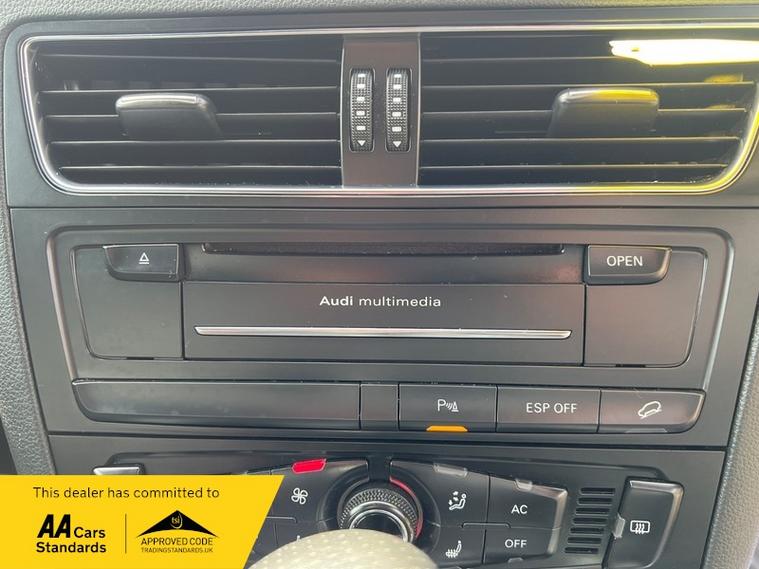 OPEN
Audi multimedia
P
ESP OFF
AC
OFF
This dealer has committed to
AA Cars
Standards
tsi
APPROVED CODE
TRADINGSTANDARDS.UK